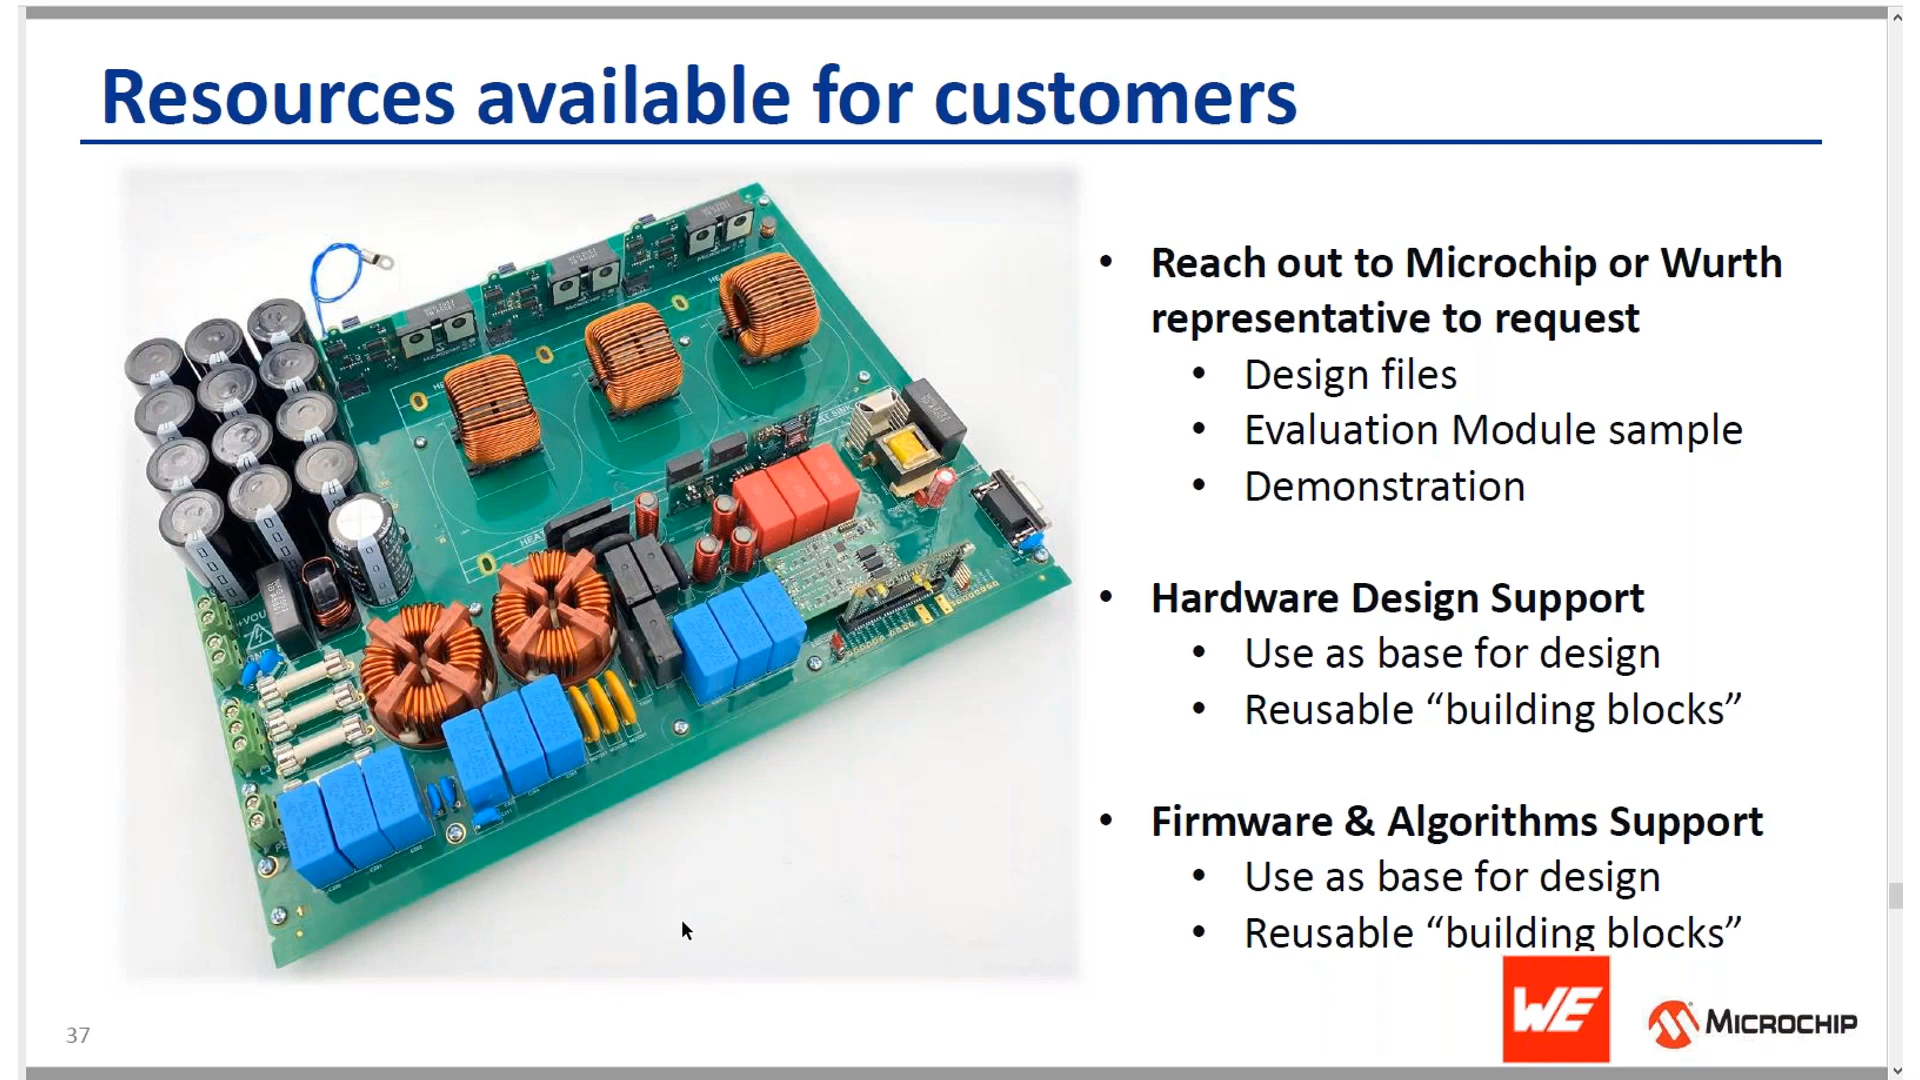 Resources available for customers
• Reach out to Microchip or Wurth
representative to request
• Design files
• Evaluation Module sample
• Demonstration
• Hardware Design Support
• Use as base for design
• Reusable “building blocks”
• Firmware & Algorithms Support
• Use as base for design
• Reusable “building blocks”
37
WE
MICROCHIP